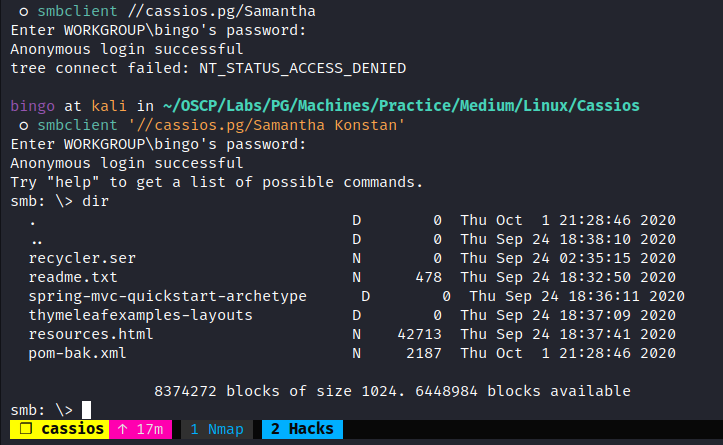 ○ smbclient //cassios.pg/Samantha
Enter WORKGROUP\bingo's password:
Anonymous login successful
tree connect failed: NT_STATUS_ACCESS_DENIED
bingo at kali in ~/OSCP/Labs/PG/Machines/Practice/Medium/Linux/Cassios
○ smbclient '//cassios.pg/Samantha Konstan'
Enter WORKGROUP\bingo's password:
Anonymous login successful
Try "help" to get a list of possible commands.
smb: \> dir
. D 0 Thu Oct 1 21:28:46 2020
.. D 0 Thu Sep 24 18:38:10 2020
recycler.ser N 0 Thu Sep 24 02:35:15 2020
readme.txt N 478 Thu Sep 24 18:32:50 2020
spring-mvc-quickstart-archetype D 0 Thu Sep 24 18:36:11 2020
thymeleafexamples-layouts D 0 Thu Sep 24 18:37:09 2020
resources.html N 42713 Thu Sep 24 18:37:41 2020
pom-bak.xml N 2187 Thu Oct 1 21:28:46 2020
8374272 blocks of size 1024. 6448984 blocks available
smb: \>
❐ cassios ↑ 17m 1 Nmap 2 Hacks